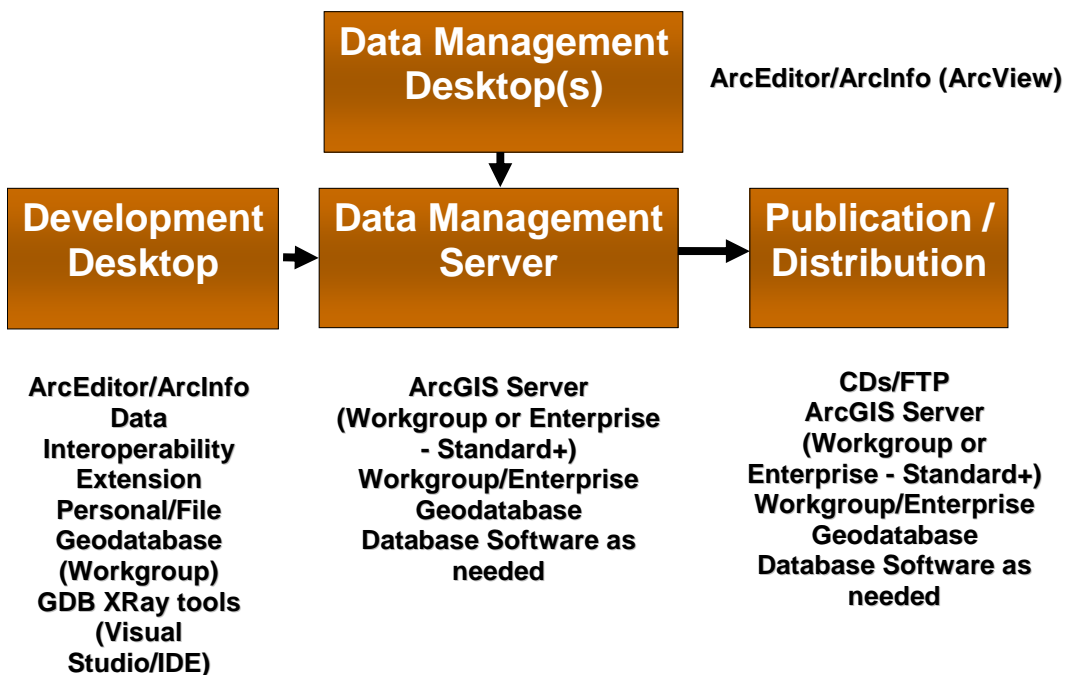 Data Management
Desktop(s)
ArcEditor/ArcInfo (ArcView)
Development
Desktop
Data Management
Server
Publication /
Distribution
ArcEditor/ArcInfo
Data
Interoperability
Extension
Personal/File
Geodatabase
(Workgroup)
GDB XRay tools
(Visual
Studio/IDE)
ArcGIS Server
(Workgroup or Enterprise
- Standard+)
Workgroup/Enterprise
Geodatabase
Database Software as
needed
CDs/FTP
ArcGIS Server
(Workgroup or
Enterprise - Standard+)
Workgroup/Enterprise
Geodatabase
Database Software as
needed